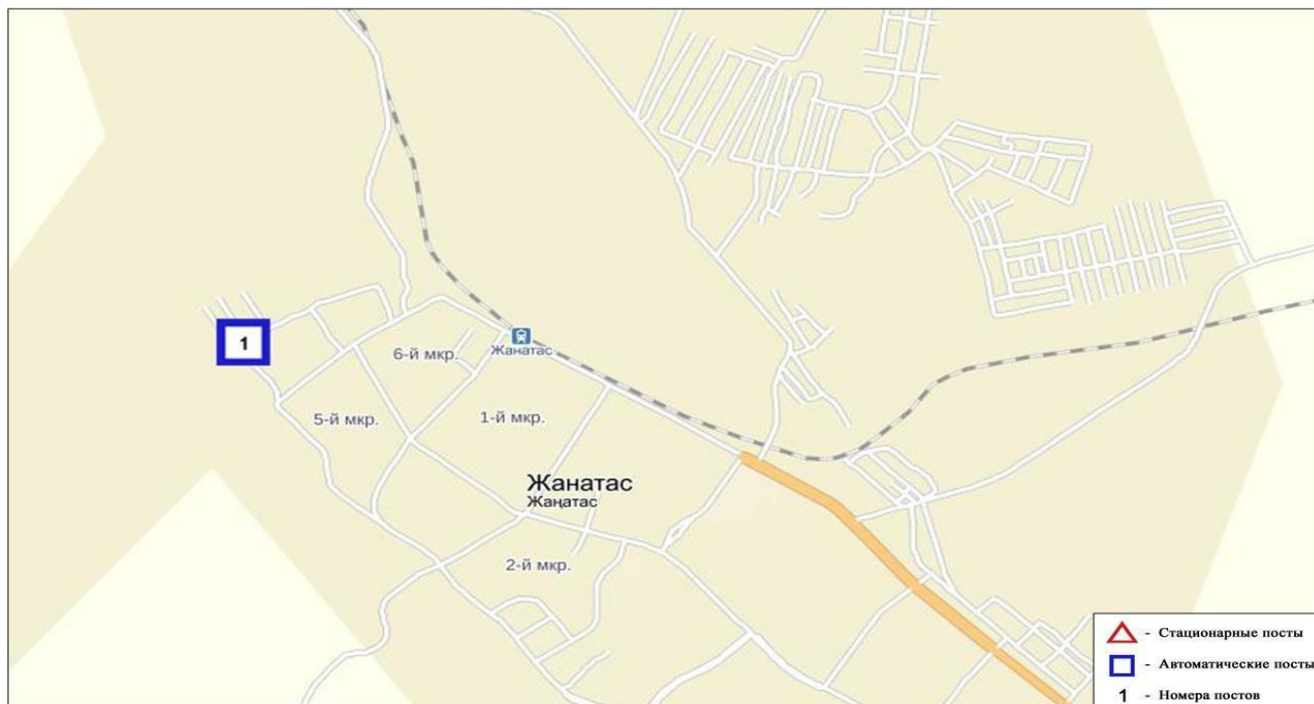 1
Жанатас
6-й мкр.
5-й мкр.
1-й мкр.
Жанатас
Жаңатас
2-й мкр.
- Стационарные посты
- Автоматические посты
1 - Номера постов